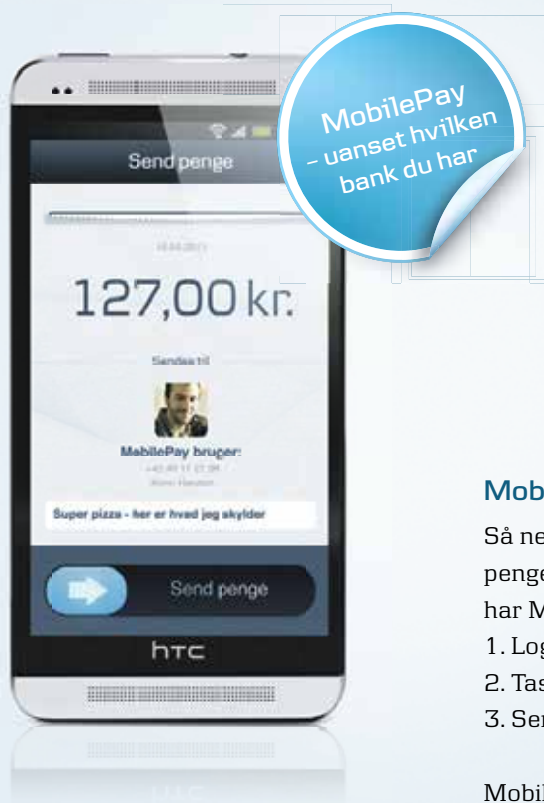 MobilePay
– uanset hvilken
bank du har
Send penge
127,00 kr.
Sendes til
MobilePay bruger:
Super pizza - her er hvad jeg skylder
Send penge
hTC
Mob
Så ne
penge
har M
1. Log
2. Tas
3. Ser
Mobil